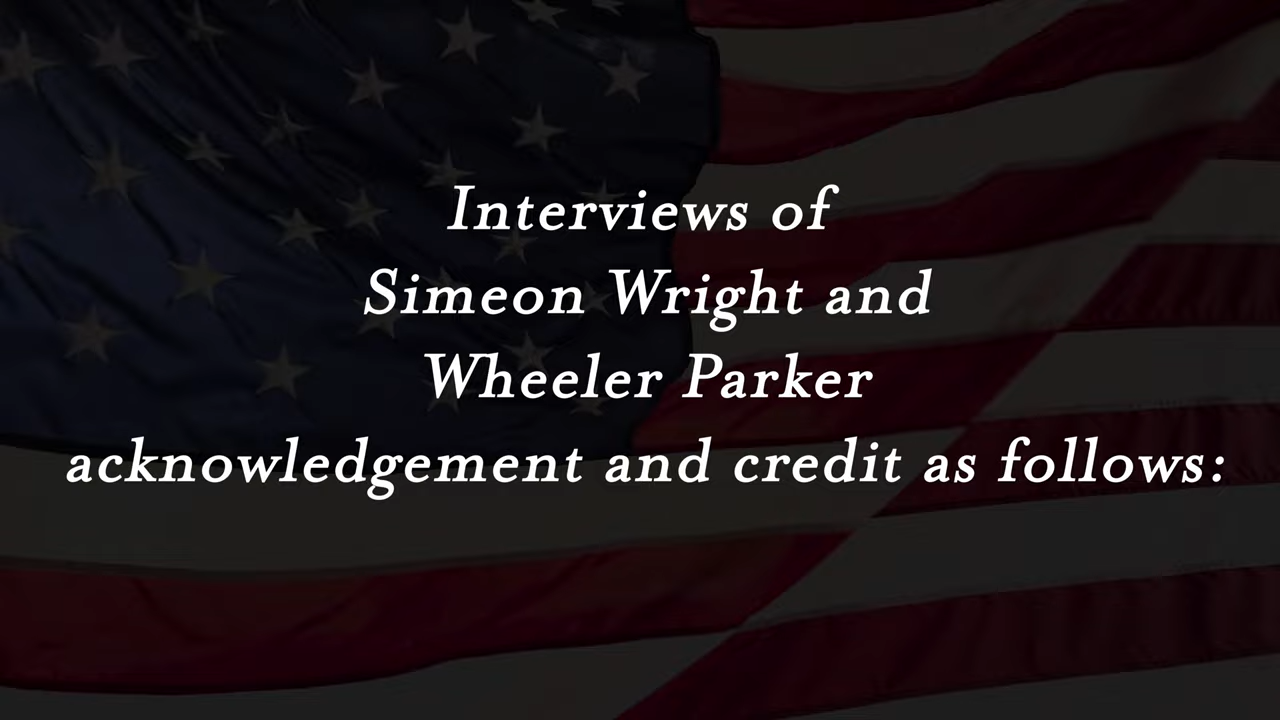 Interviews of
Simeon Wright and
Wheeler Parker
acknowledgement and credit as follows: